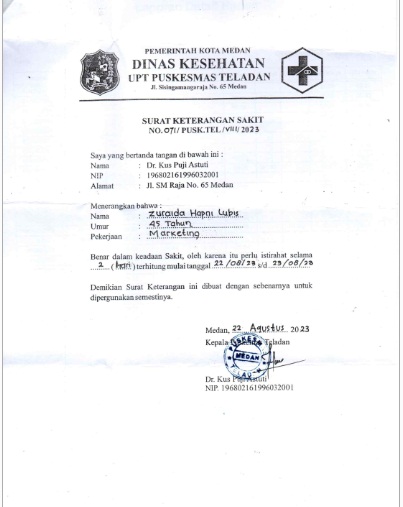 PEMERINTAH KOTA MEDAN
DINAS KESEHATAN
UPT PUSKESMAS TELADAN
Jl. Sisingamangaraja No. 65 Medan
SURAT KETERANGAN SAKIT
NO. 071 / PUSK.TEL / VIII / 2023
Saya yang bertanda tangan di bawah ini :
Nama : Dr. Kus Puji Astuti
NIP : 196802161996032001
Alamat : Jl. SM Raja No. 65 Medan
Menerangkan bahwa :
Nama : Zuraida Hapni Lubis
Umur : 45 Tahun
Pekerjaan : Marketing
Benar dalam keadaan Sakit, oleh karena itu perlu istirahat selama
2 (hari) terhitung mulai tanggal 22/08/23 s/d 23/08/23
Demikian Surat Keterangan ini dibuat dengan sebenarnya untuk
dipergunakan semestinya.
Medan, 22 Agustus 2023
Kepala Teladan
MEDAN
Dr. Kus Puji Astuti
NIP. 196802161996032001